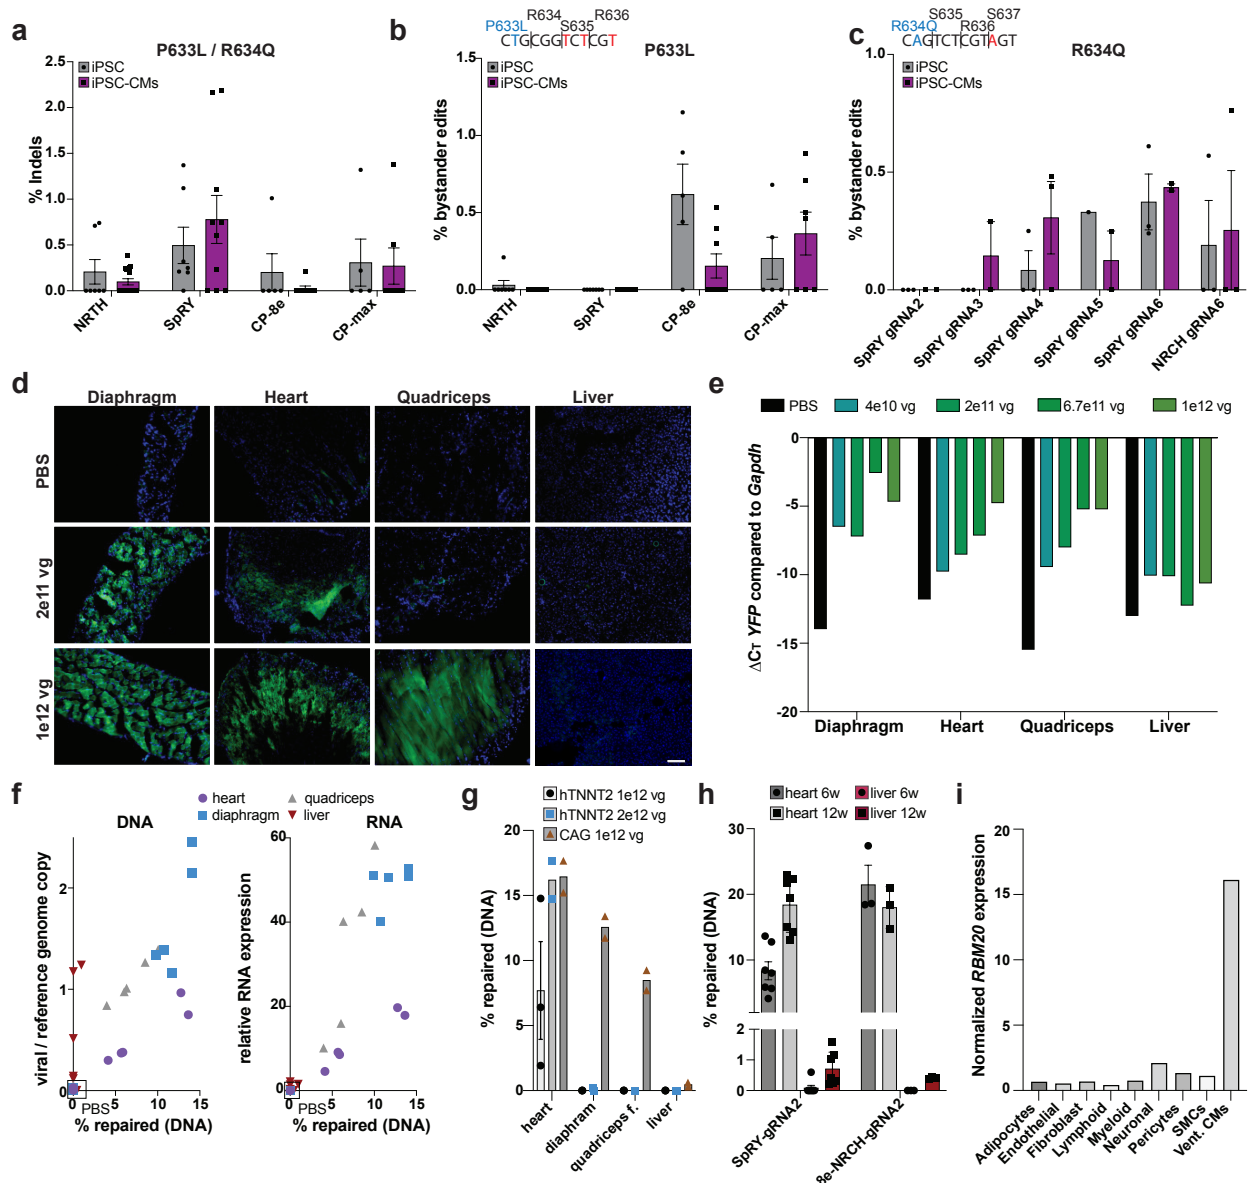 a
P633L / R634Q
iPSC
iPSC-CMs
% Indels
2.5
2.0
1.5
1.0
0.5
0.0
NRTH
SpRY
CP-8e
CP-max
b
R634
R636
P633L
S635
CTGCGGTCTCGT
P633L
iPSC
iPSC-CMs
% bystander edits
1.5
1.0
0.5
0.0
NRTH
SpRY
CP-8e
CP-max
c
S635
S637
R634Q
R636
CAGTCTCGTAGT
R634Q
iPSC
iPSC-CMs
% bystander edits
1.0
0.5
0.0
SpRY gRNA2
SpRY gRNA3
SpRY gRNA4
SpRY gRNA5
SpRY gRNA6
NRCH gRNA6
d
Diaphragm
Heart
Quadriceps
Liver
PBS
2e11 vg
1e12 vg
e
PBS
4e10 vg
2e11 vg
6.7e11 vg
1e12 vg
ΔCT YFP compared to Gapdh
0
-5
-10
-15
-20
Diaphragm
Heart
Quadriceps
Liver
f
heart
quadriceps
diaphragm
liver
DNA
viral / reference genome copy
2
1
0
0
PBS
5
10
15
% repaired (DNA)
RNA
relative RNA expression
60
40
20
0
0
PBS
5
10
15
% repaired (DNA)
g
hTNNT2 1e12 vg
hTNNT2 2e12 vg
CAG 1e12 vg
% repaired (DNA)
20
15
10
5
0
heart
diaphram
quadriceps f.
liver
h
heart 6w
liver 6w
heart 12w
liver 12w
% repaired (DNA)
30
20
10
2
1
0
SpRY-gRNA2
8e-NRCH-gRNA2
i
Normalized RBM20 expression
20
15
10
5
0
Adipocytes
Endothelial
Fibroblast
Lymphoid
Myeloid
Neuronal
Pericytes
SMCs
Vent. CMs